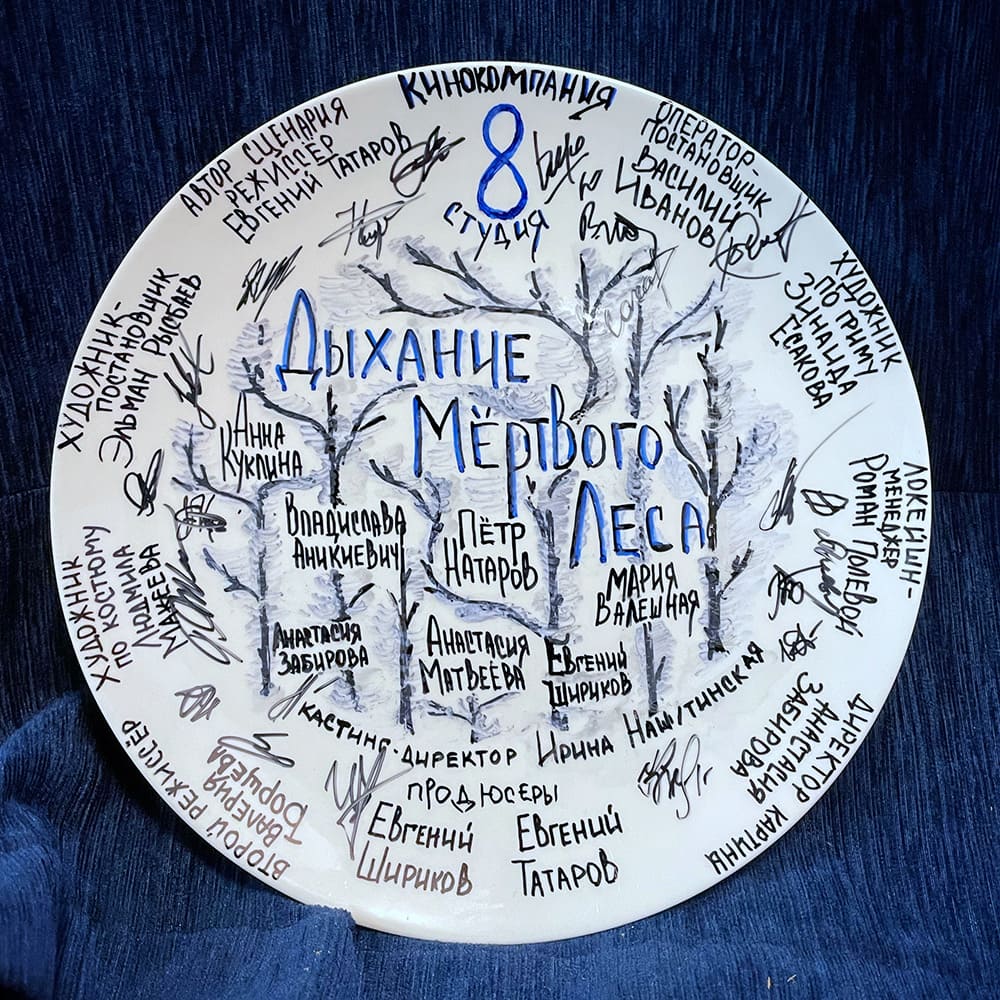 КИНОКОМПАНИЯ
8
СТУДИЯ
АВТОР СЦЕНАРИЯ
РЕЖИССЁР
ЕВГЕНИЙ ТАТАРОВ
ОПЕРАТОР-
ПОСТАНОВЩИК
ВАСИЛИЙ
ИВАНОВ
ХУДОЖНИК
ПО ГРИМУ
ЗИНАИДА
ЕСАКОВА
ЛОКЕЙШН-
МЕНЕДЖЕР
РОМАН ПОЛЕВОЙ
ДИРЕКТОР КАРТИНЫ
АНАСТАСИЯ
ЗАБИРОВА
ХУДОЖНИК-
ПОСТАНОВЩИК
ЭЛЬМАН РЫСБАЕВ
ХУДОЖНИК
ПО КОСТЮМУ
ЛЮДМИЛА
МАКЕЕВА
ВТОРОЙ РЕЖИССЁР
ВАЛЕРИЯ
БОРЦЕВА
ДЫХАНИЕ
МЁРТВОГО
ЛЕСА
АННА
КУКЛИНА
ВЛАДИСЛАВА
АНИКИЕВИЧ
ПЁТР
НАТАРОВ
МАРИЯ
ВАЛЕШНАЯ
АНАСТАСИЯ
ЗАБИРОВА
АНАСТАСИЯ
МАТВЕЕВА
ЕВГЕНИЙ
ШИРИКОВ
КАСТИНГ-ДИРЕКТОР ИРИНА НАШТИНСКАЯ
ПРОДЮСЕРЫ
ЕВГЕНИЙ
ШИРИКОВ
ЕВГЕНИЙ
ТАТАРОВ